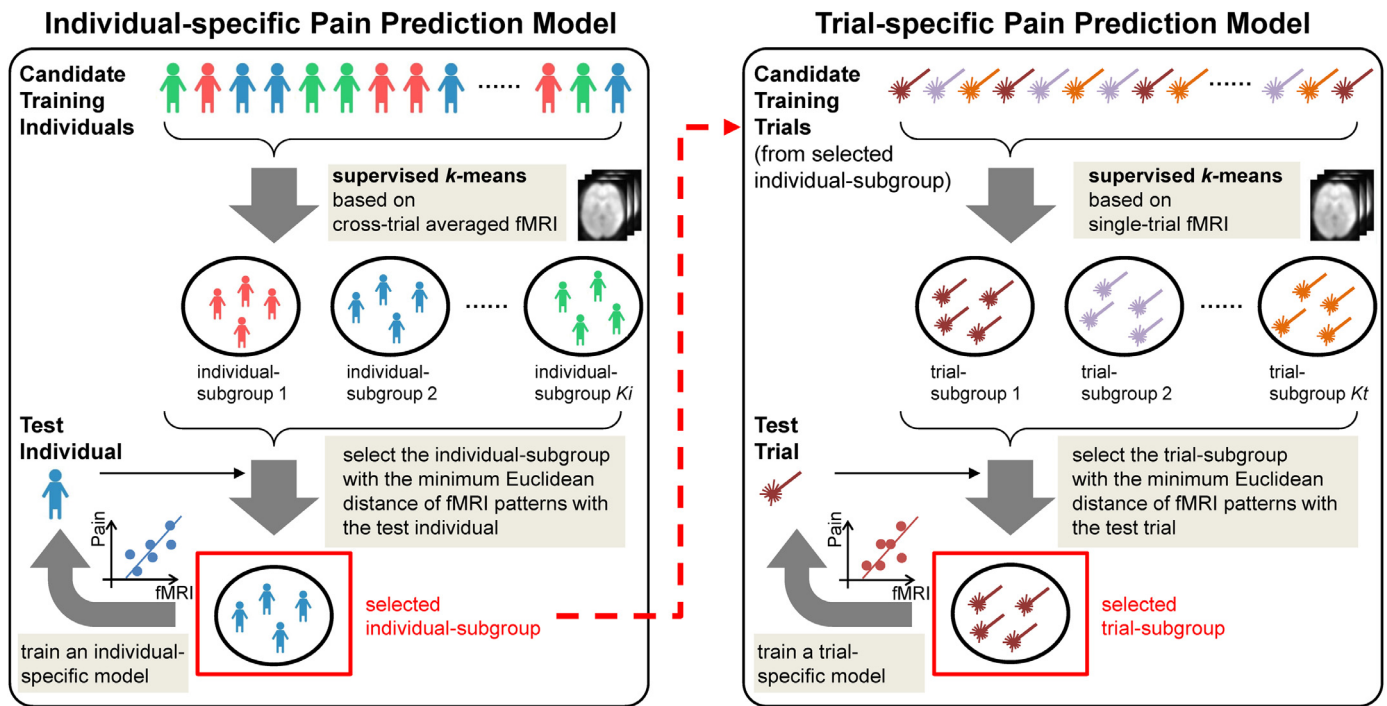 Individual-specific Pain Prediction Model
Candidate
Training
Individuals
......
supervised k-means
based on
cross-trial averaged fMRI
......
individual-
subgroup 1
individual-
subgroup 2
individual-
subgroup Ki
Test
Individual
select the individual-subgroup
with the minimum Euclidean
distance of fMRI patterns with
the test individual
Pain
fMRI
train an individual-
specific model
selected
individual-subgroup
Trial-specific Pain Prediction Model
Candidate
Training
Trials
(from selected
individual-subgroup)
......
supervised k-means
based on
single-trial fMRI
......
trial-
subgroup 1
trial-
subgroup 2
trial-
subgroup Kt
Test
Trial
select the trial-subgroup
with the minimum Euclidean
distance of fMRI patterns with
the test trial
Pain
fMRI
train a trial-
specific model
selected
trial-subgroup